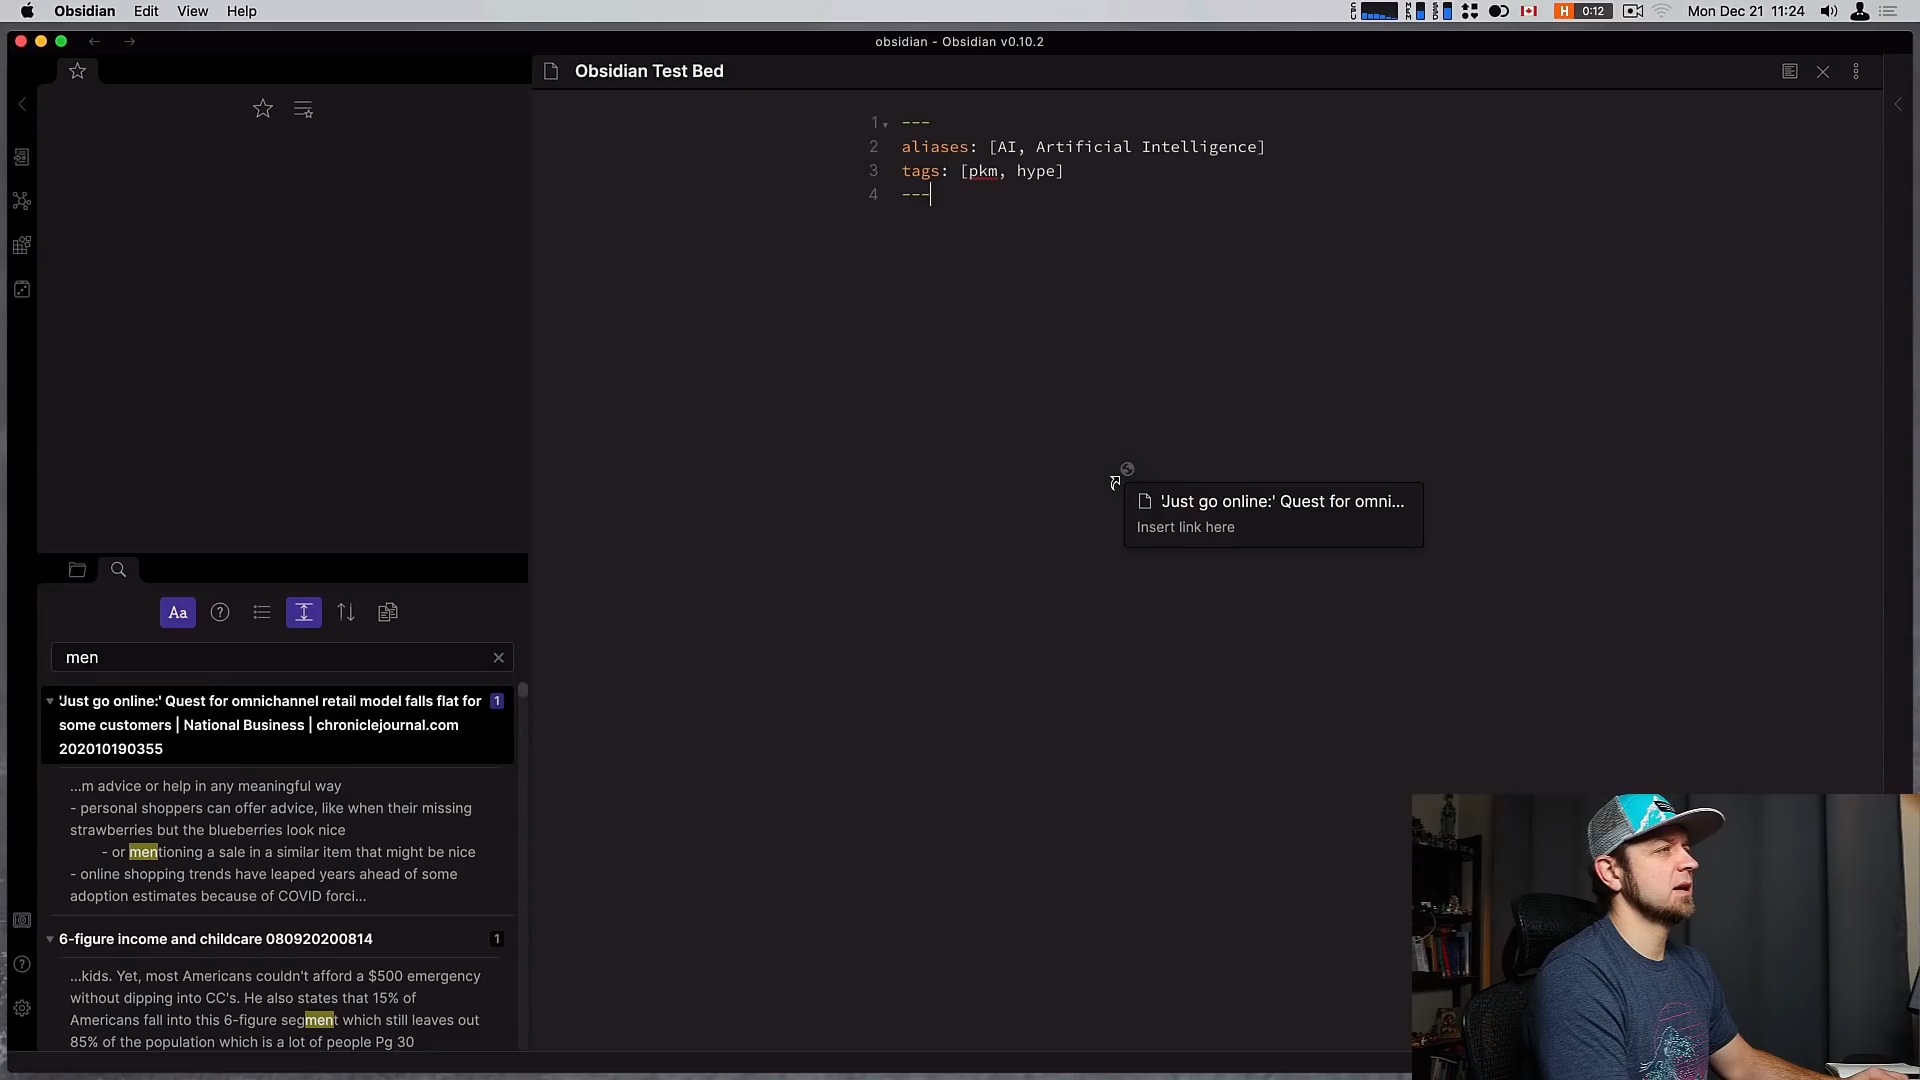 Obsidian Edit View Help
H 0:12 Mon Dec 21 11:24
obsidian - Obsidian v0.10.2
Obsidian Test Bed
1 ---
2 aliases: [AI, Artificial Intelligence]
3 tags: [pkm, hype]
4 ---
'Just go online:' Quest for omni...
Insert link here
Aa
men
'Just go online:' Quest for omnichannel retail model falls flat for 1
some customers | National Business | chroniclejournal.com
202010190355
...m advice or help in any meaningful way
- personal shoppers can offer advice, like when their missing
strawberries but the blueberries look nice
- or mentioning a sale in a similar item that might be nice
- online shopping trends have leaped years ahead of some
adoption estimates because of COVID forci...
6-figure income and childcare 080920200814 1
...kids. Yet, most Americans couldn't afford a $500 emergency
without dipping into CC's. He also states that 15% of
Americans fall into this 6-figure segment which still leaves out
85% of the population which is a lot of people Pg 30